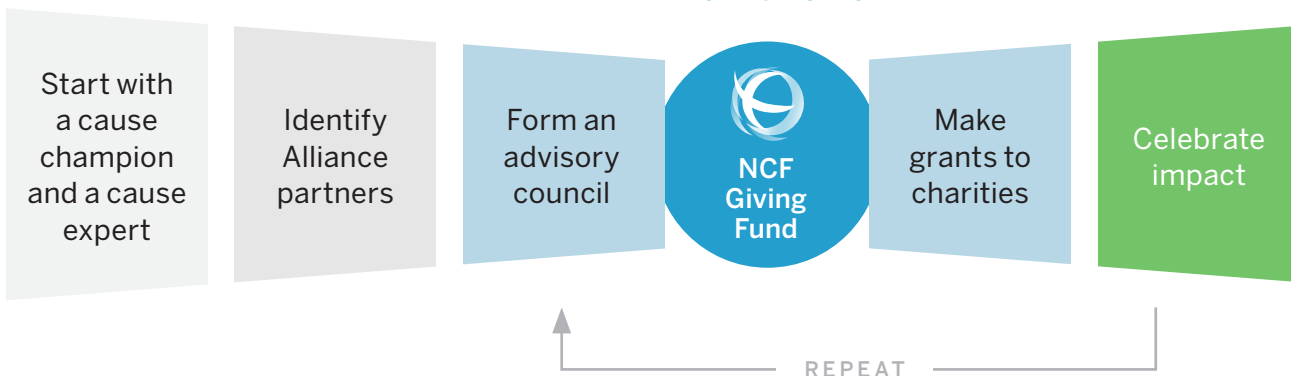 Start with
a cause
champion
and a cause
expert
Identify
Alliance
partners
Form an
advisory
council
NCF
Giving
Fund
Make
grants to
charities
Celebrate
impact
REPEAT